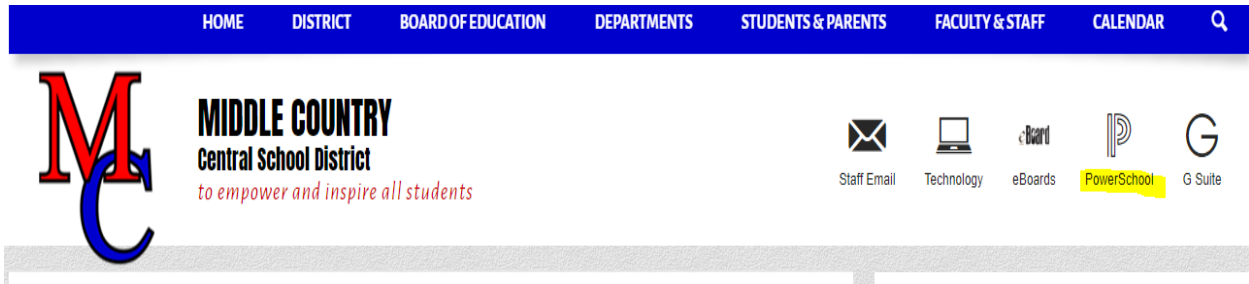 HOME DISTRICT BOARD OF EDUCATION DEPARTMENTS STUDENTS & PARENTS FACULTY & STAFF CALENDAR
MC
MIDDLE COUNTRY
Central School District
to empower and inspire all students
eBoard
Staff Email Technology eBoards PowerSchool G Suite